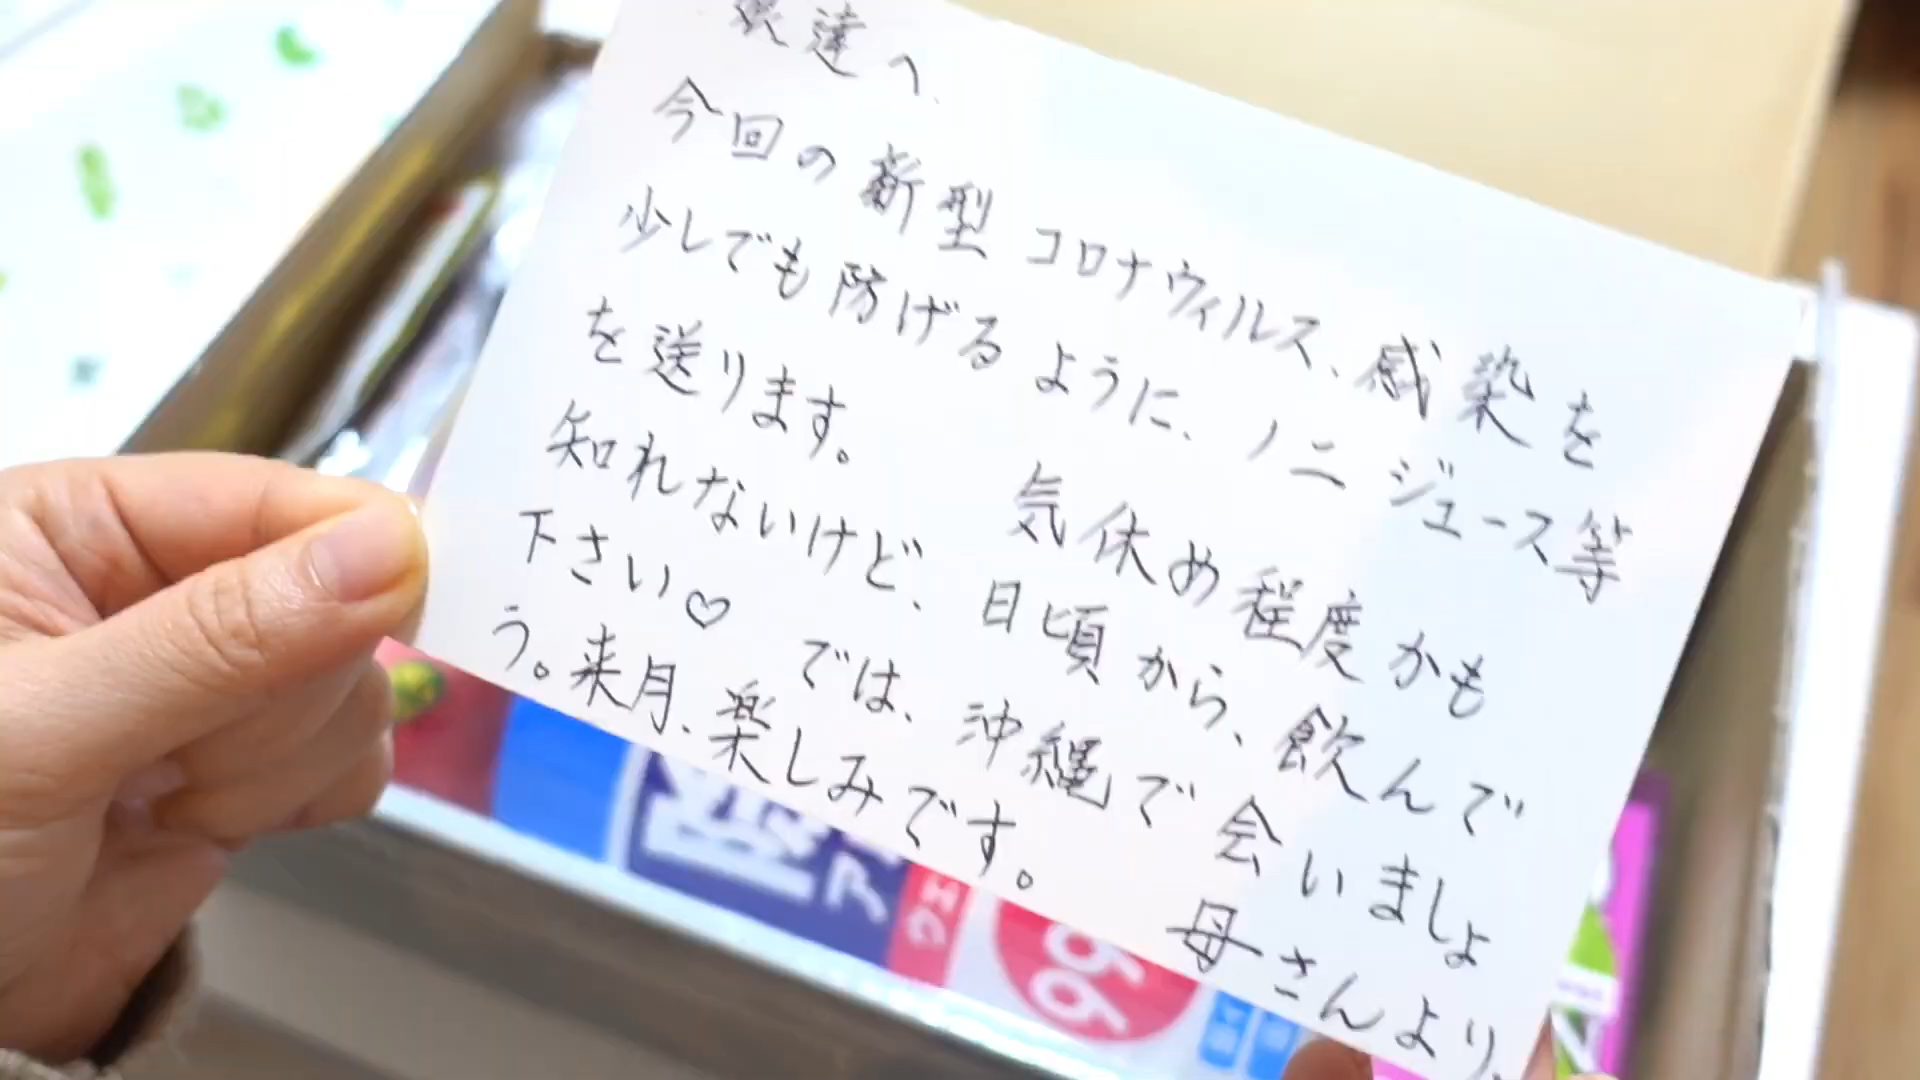 達へ
今回の新型コロナウィルス、感染を
少しでも防げるように、ノニジュース等
を送ります。 気休め程度かも
知れないけど、日頃から、飲んで
下さい♡ では、沖縄で会いましょ
う。来月、楽しみです。
母さんより、
ウェ
99